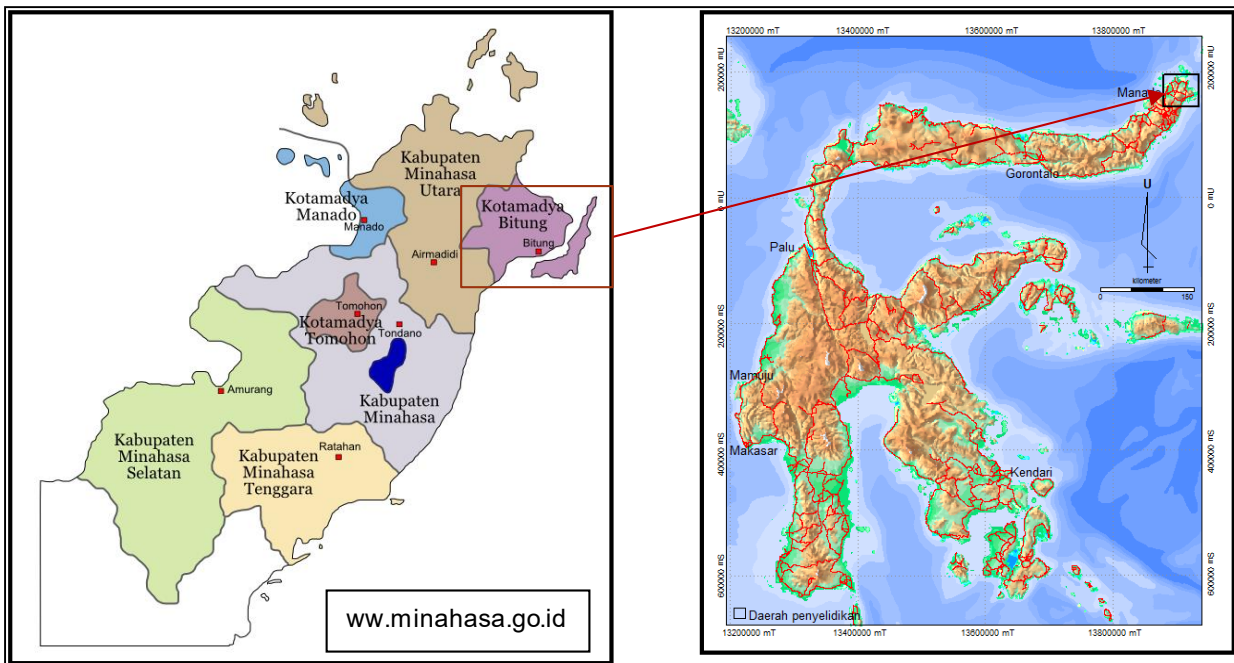 Kabupaten
Minahasa
Utara
Kotamadya
Manado
Manado
Kotamadya
Bitung
Bitung
Airmadidi
Tomohon
Kotamadya
Tomohon
Tondano
Amurang
Kabupaten
Minahasa
Kabupaten
Minahasa
Selatan
Ratahan
Kabupaten
Minahasa
Tenggara
ww.minahasa.go.id
13200000 mT
13400000 mT
13600000 mT
13800000 mT
200000 mU
200000 mU
Manado
Gorontalo
U
0 mU
0 mU
Palu
kilometer
0 150
200000 mS
200000 mS
Mamuju
Makasar
400000 mS
400000 mS
Kendari
600000 mS
600000 mS
Daerah penyelidikan
13200000 mT
13400000 mT
13600000 mT
13800000 mT